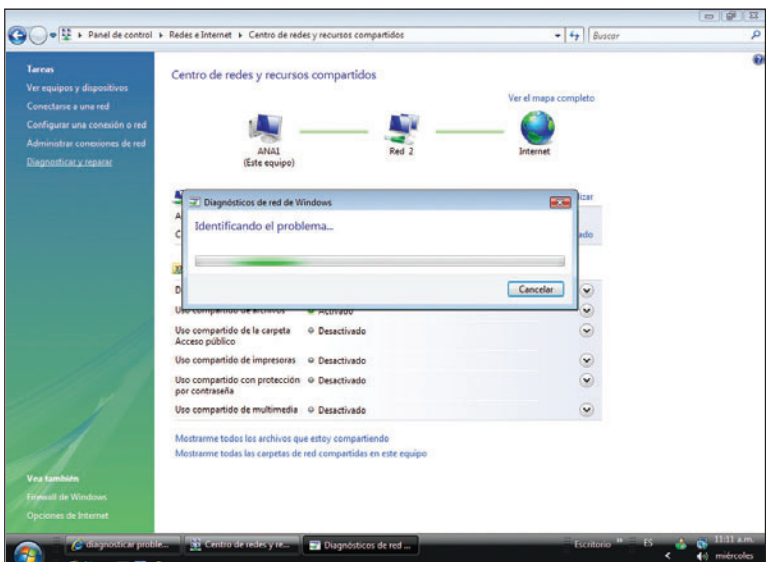 Panel de control ▸ Redes e Internet ▸ Centro de redes y recursos compartidos
Buscar
Tareas
Ver equipos y dispositivos
Conectarse a una red
Configurar una conexión o red
Administrar conexiones de red
Diagnosticar y reparar
Vea también
Firewall de Windows
Opciones de Internet
Centro de redes y recursos compartidos
Ver el mapa completo
ANA1
(Este equipo)
Red 2
Internet
Diagnósticos de red de Windows
Identificando el problema...
Cancelar
Uso compartido de archivos Activado
Uso compartido de la carpeta Desactivado
Acceso público
Uso compartido de impresoras Desactivado
Uso compartido con protección Desactivado
por contraseña
Uso compartido de multimedia Desactivado
Mostrarme todos los archivos que estoy compartiendo
Mostrarme todas las carpetas de red compartidas en este equipo
diagnosticar proble...
Centro de redes y re...
Diagnósticos de red ...
Escritorio
ES
11:11 a.m.
miércoles